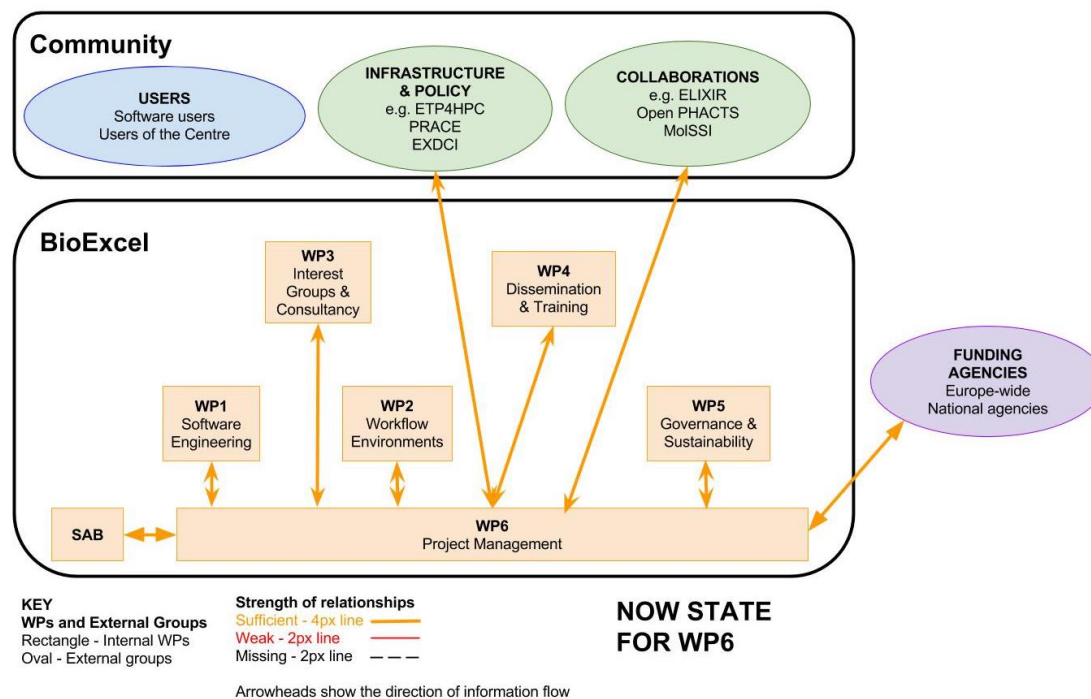 Community
USERS
Software users
Users of the Centre
INFRASTRUCTURE
& POLICY
e.g. ETP4HPC
PRACE
EXDCI
COLLABORATIONS
e.g. ELIXIR
Open PHACTS
MolSSI
BioExcel
WP3
Interest
Groups &
Consultancy
WP4
Dissemination
& Training
WP1
Software
Engineering
WP2
Workflow
Environments
WP5
Governance &
Sustainability
FUNDING
AGENCIES
Europe-wide
National agencies
SAB
WP6
Project Management
KEY
WPs and External Groups
Rectangle - Internal WPs
Oval - External groups
Strength of relationships
Sufficient - 4px line
Weak - 2px line
Missing - 2px line
Arrowheads show the direction of information flow
NOW STATE
FOR WP6